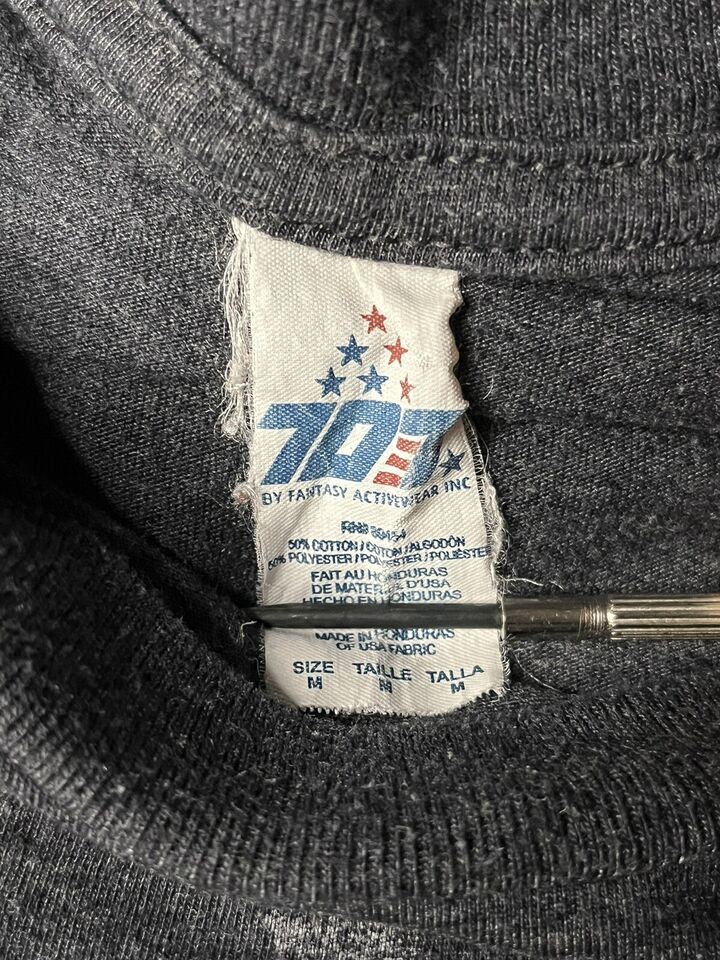 BY FANTASY ACTIVEWEAR INC
50% COTTON/COTON/ALGODÓN
50% POLYESTER/POLYESTER/POLIÉSTER
FAIT AU HONDURAS
DE D'USA
HECHO EN HONDURAS
MADE IN HONDURAS
OF USA FABRIC
SIZE TAILLE TALLA
M M M